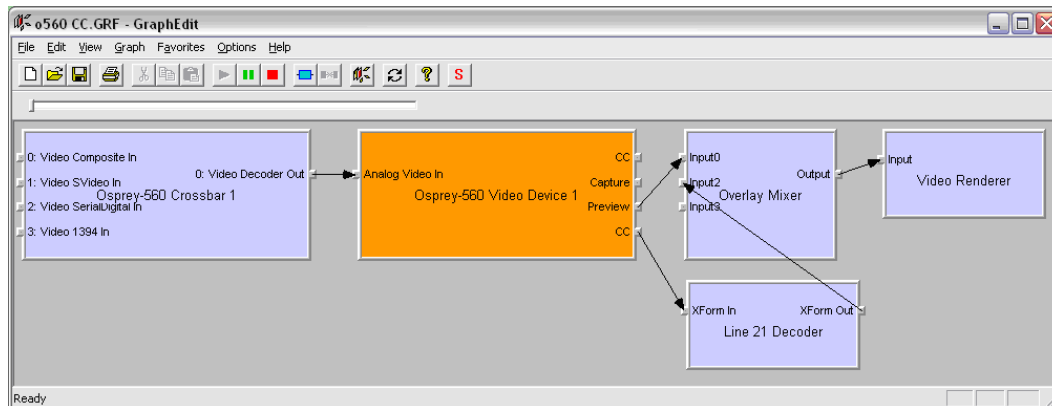 o560 CC.GRF - GraphEdit
File Edit View Graph Favorites Options Help
S
0: Video Composite In
0: Video Decoder Out
1: Video SVideo In
Osprey-560 Crossbar 1
2: Video SerialDigital In
3: Video 1394 In
CC
Analog Video In
Capture
Osprey-560 Video Device 1
Preview
CC
Input0
Output
Input2
Overlay Mixer
Input3
Input
Video Renderer
XForm In
XForm Out
Line 21 Decoder
Ready